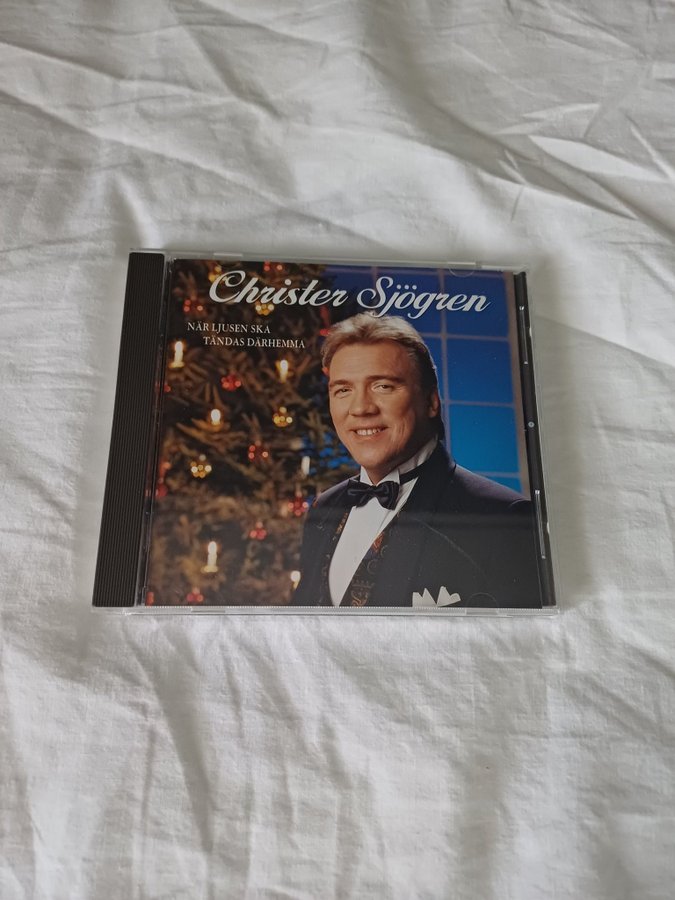 Christer Sjögren
NÄR LJUSEN SKA
TÄNDAS DÄRHEMMA